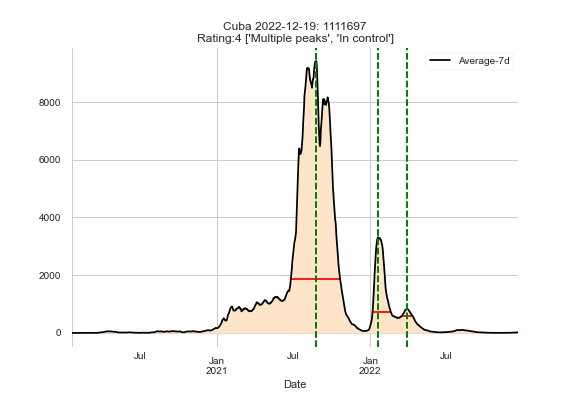 Cuba 2022-12-19: 1111697
Rating:4 ['Multiple peaks', 'In control']
Average-7d
8000
6000
4000
2000
0
Jul
Jan
2021
Jul
Jan
2022
Jul
Date